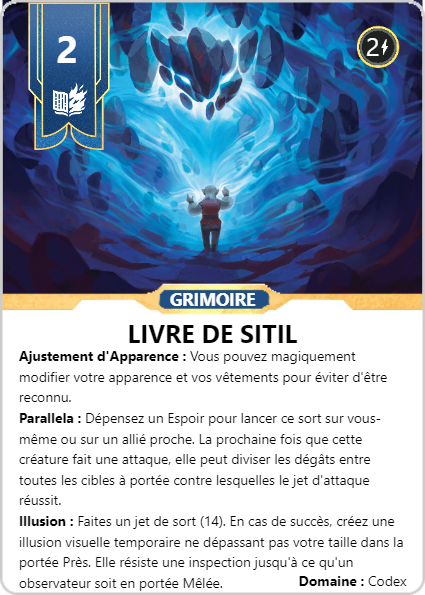 2
2
GRIMOIRE
LIVRE DE SITIL
Ajustement d'Apparence : Vous pouvez magiquement
modifier votre apparence et vos vêtements pour éviter d'être
reconnu.
Parallela : Dépensez un Espoir pour lancer ce sort sur vous-
même ou sur un allié proche. La prochaine fois que cette
créature fait une attaque, elle peut diviser les dégâts entre
toutes les cibles à portée contre lesquelles le jet d'attaque
réussit.
Illusion : Faites un jet de sort (14). En cas de succès, créez une
illusion visuelle temporaire ne dépassant pas votre taille dans la
portée Près. Elle résiste une inspection jusqu'à ce qu'un
observateur soit en portée Mêlée.
Domaine : Codex